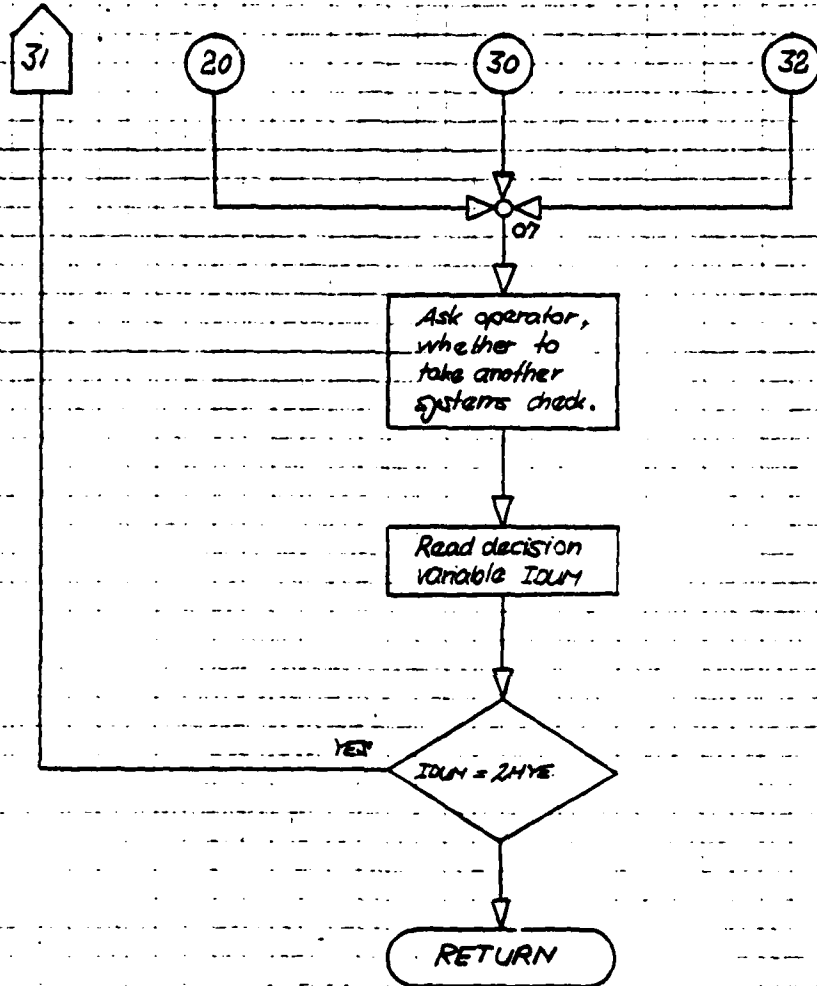 31
20
30
32
07
Ask operator,
whether to
take another
systems check.
Read decision
variable IDUM
YES
IDUM = 2HYE
RETURN